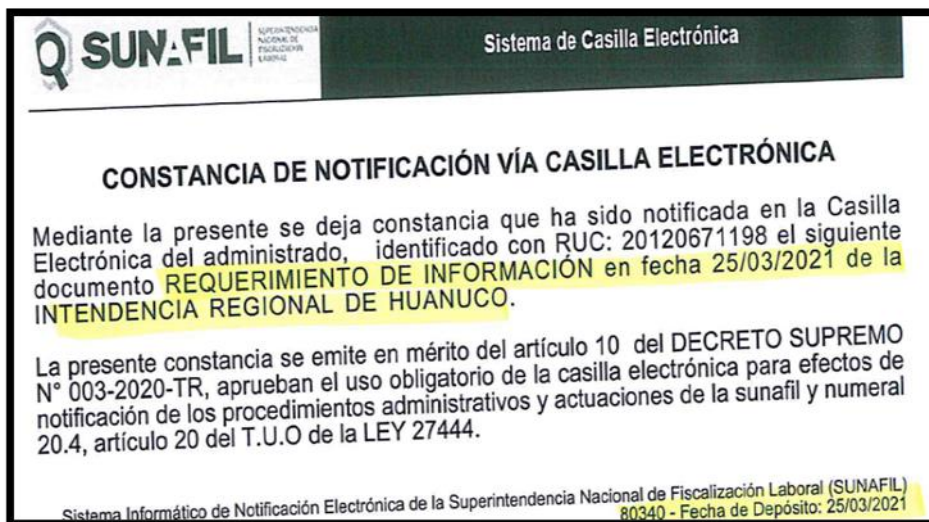 SUNAFIL
SUPERINTENDENCIA
NACIONAL DE
FISCALIZACIÓN
LABORAL
Sistema de Casilla Electrónica
CONSTANCIA DE NOTIFICACIÓN VÍA CASILLA ELECTRÓNICA
Mediante la presente se deja constancia que ha sido notificada en la Casilla
Electrónica del administrado, identificado con RUC: 20120671198 el siguiente
documento REQUERIMIENTO DE INFORMACIÓN en fecha 25/03/2021 de la
INTENDENCIA REGIONAL DE HUANUCO.
La presente constancia se emite en mérito del artículo 10 del DECRETO SUPREMO
N° 003-2020-TR, aprueban el uso obligatorio de la casilla electrónica para efectos de
notificación de los procedimientos administrativos y actuaciones de la sunafil y numeral
20.4, artículo 20 del T.U.O de la LEY 27444.
Sistema Informático de Notificación Electrónica de la Superintendencia Nacional de Fiscalización Laboral (SUNAFIL)
80340 - Fecha de Depósito: 25/03/2021